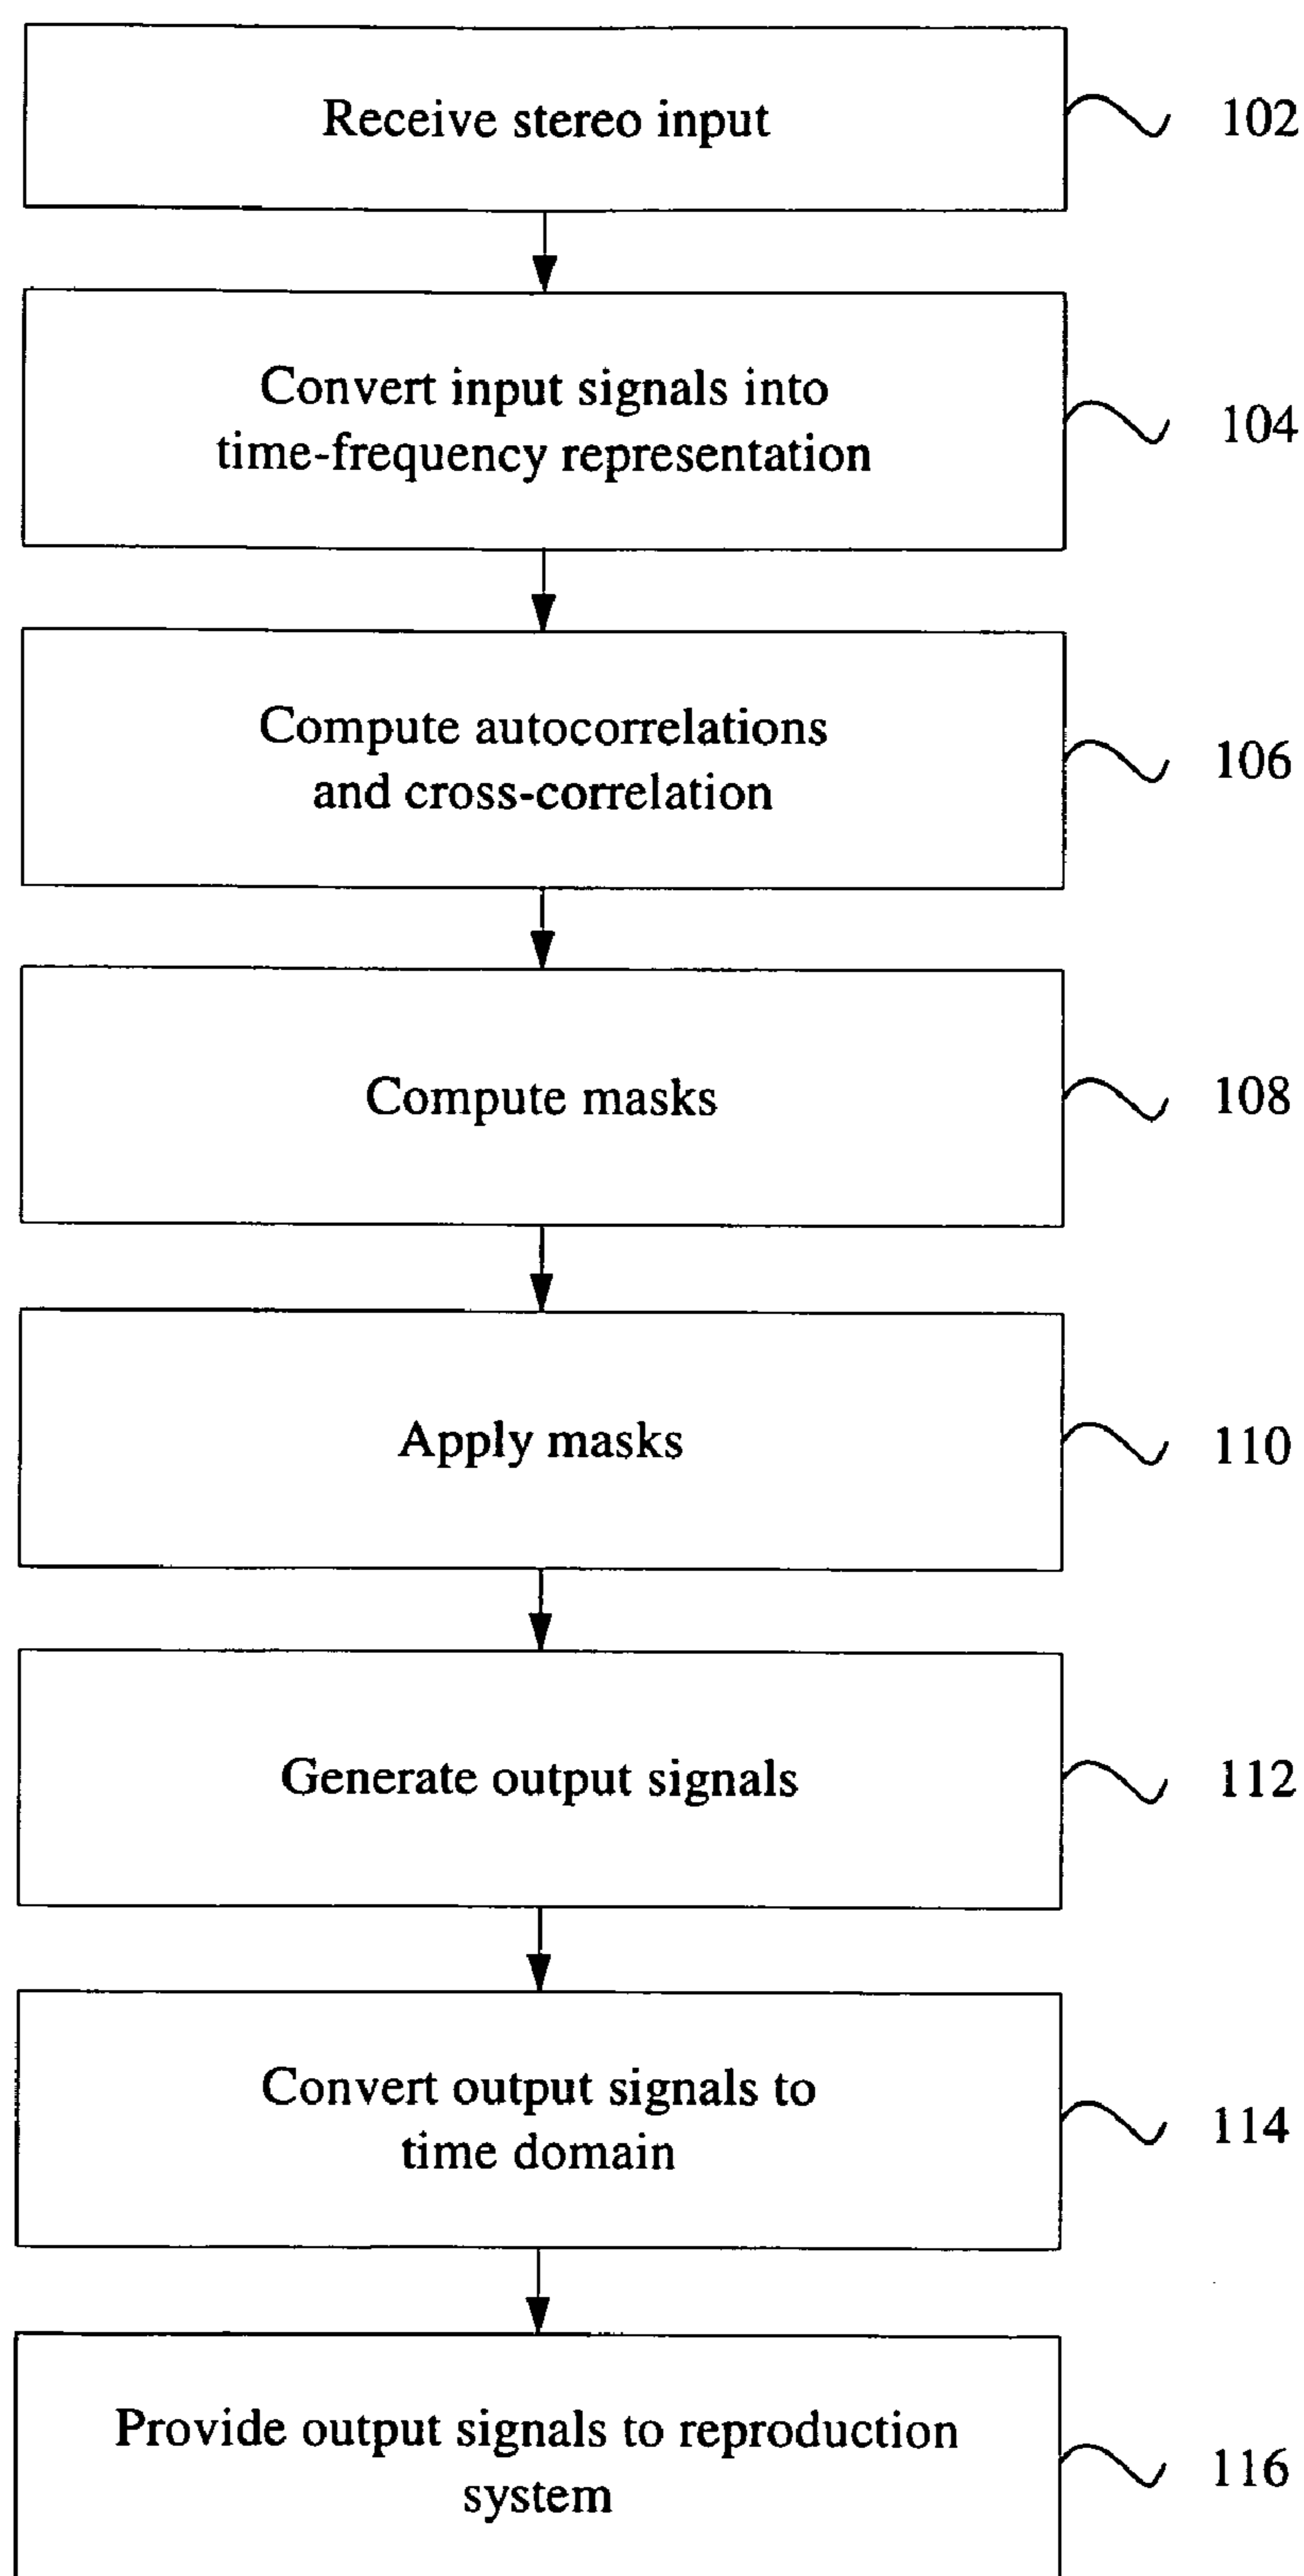 Receive stereo input
102
Convert input signals into
time-frequency representation
104
Compute autocorrelations
and cross-correlation
106
Compute masks
108
Apply masks
110
Generate output signals
112
Convert output signals to
time domain
114
Provide output signals to reproduction
system
116